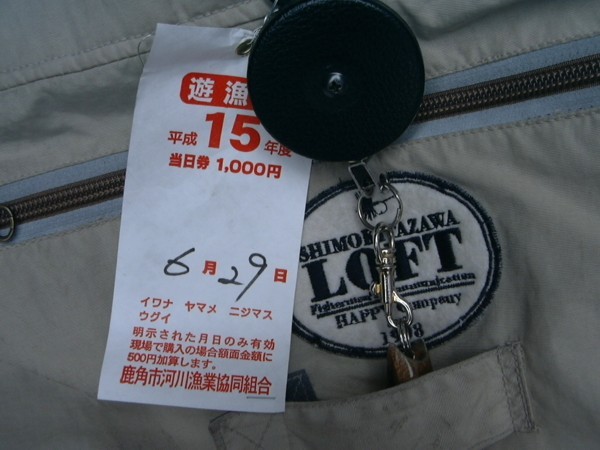 遊漁
平成15年度
当日券 1,000円
6月29日
イワナ ヤマメ ニジマス
ウグイ
明示された月日のみ有効
現場で購入の場合額面金額に
500円加算します。
鹿角市河川漁業協同組合
LOFT
HAPPY